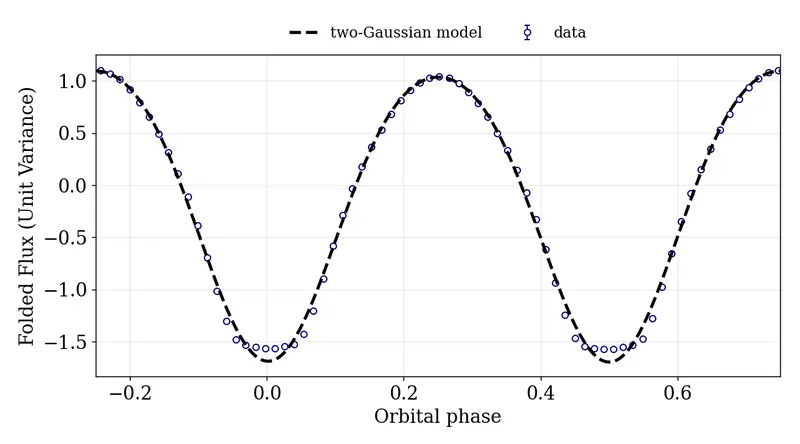 two-Gaussian model data
1.0
0.5
0.0
−0.5
−1.0
−1.5
Folded Flux (Unit Variance)
−0.2 0.0 0.2 0.4 0.6
Orbital phase